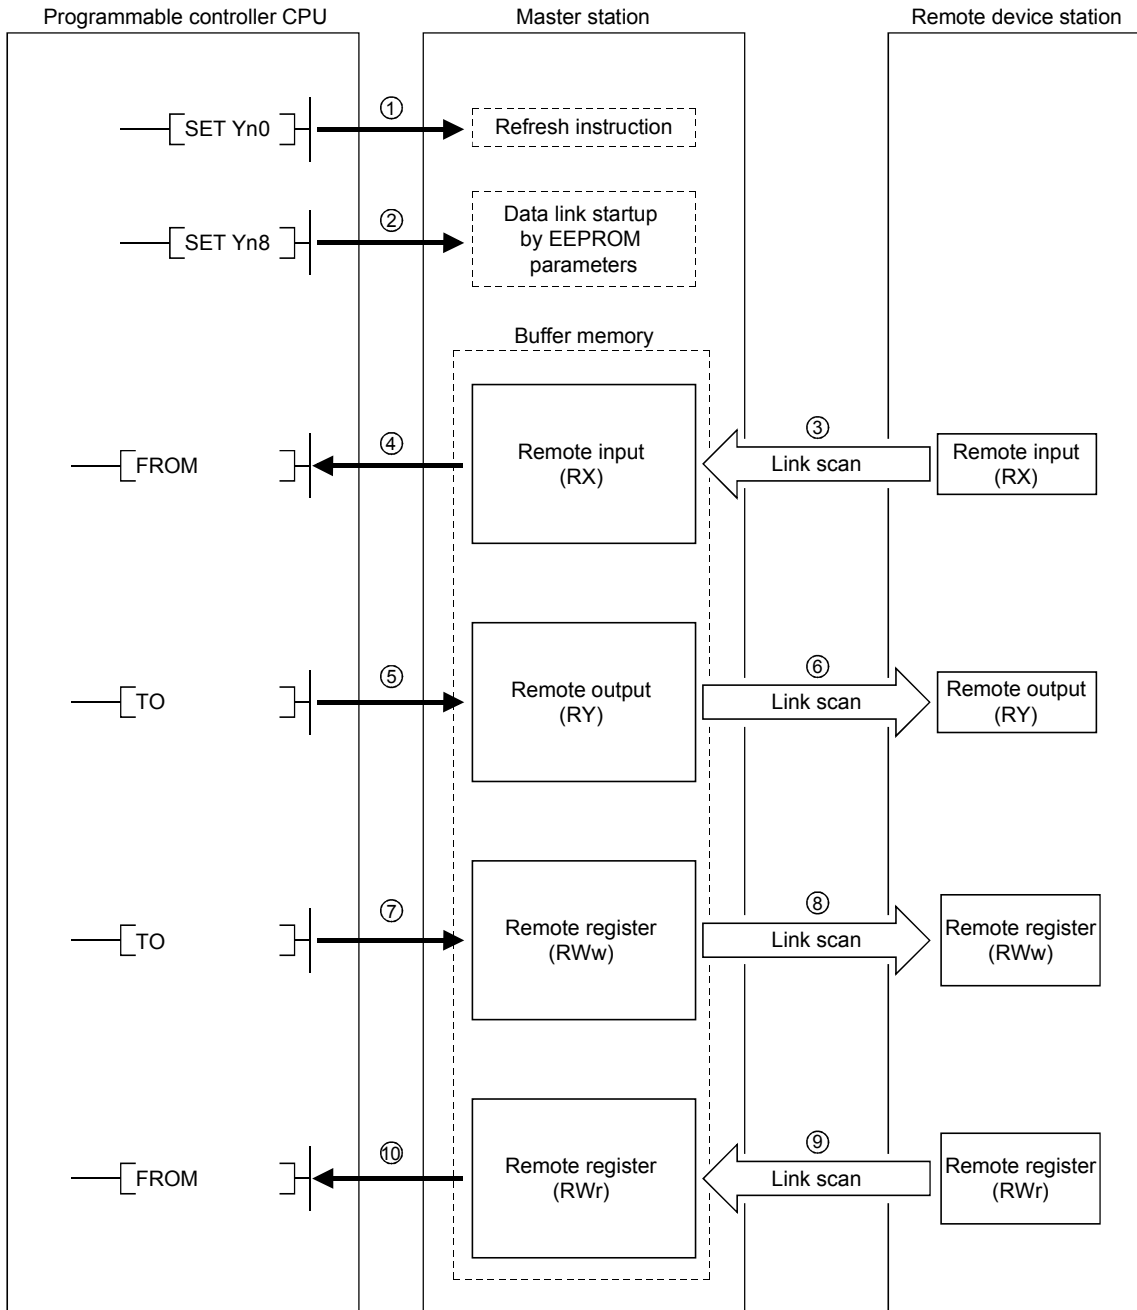 Programmable controller CPU
Master station
Remote device station
SET Yn0
①
Refresh instruction
SET Yn8
②
Data link startup
by EEPROM
parameters
Buffer memory
FROM
④
Remote input
(RX)
③
Link scan
Remote input
(RX)
TO
⑤
Remote output
(RY)
⑥
Link scan
Remote output
(RY)
TO
⑦
Remote register
(RWw)
⑧
Link scan
Remote register
(RWw)
FROM
⑩
Remote register
(RWr)
⑨
Link scan
Remote register
(RWr)